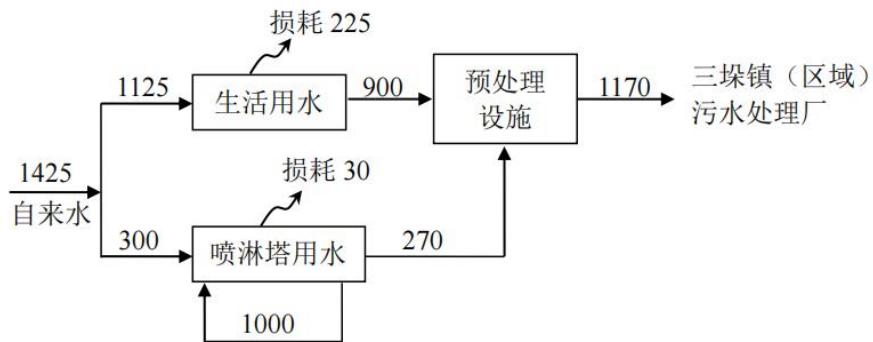 损耗 225
1125
生活用水
900
预处理
设施
1170
三垛镇（区域）
污水处理厂
1425
自来水
损耗 30
300
喷淋塔用水
270
1000